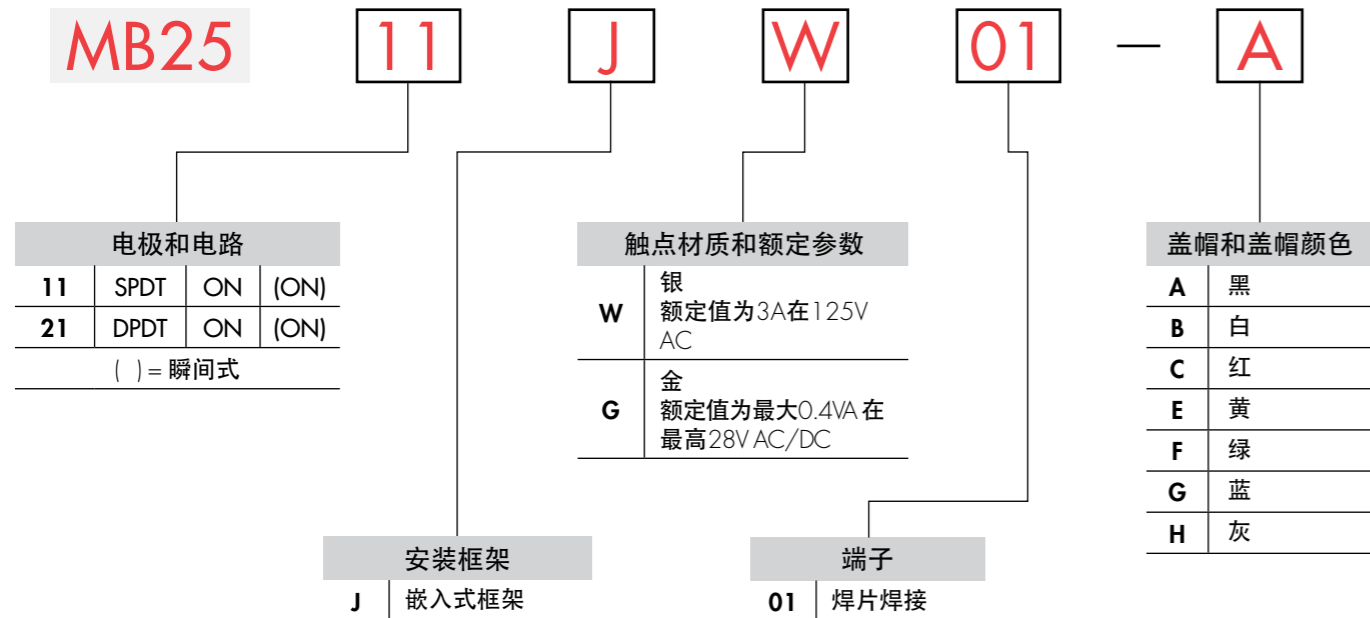 MB25 11 J W 01 — A
电极和电路
11 SPDT ON (ON)
21 DPDT ON (ON)
( ) = 瞬间式
触点材质和额定参数
W
银
额定值为3A在125V
AC
G
金
额定值为最大0.4VA 在
最高28V AC/DC
盖帽和盖帽颜色
A 黑
B 白
C 红
E 黄
F 绿
G 蓝
H 灰
安装框架
J 嵌入式框架
端子
01 焊片焊接